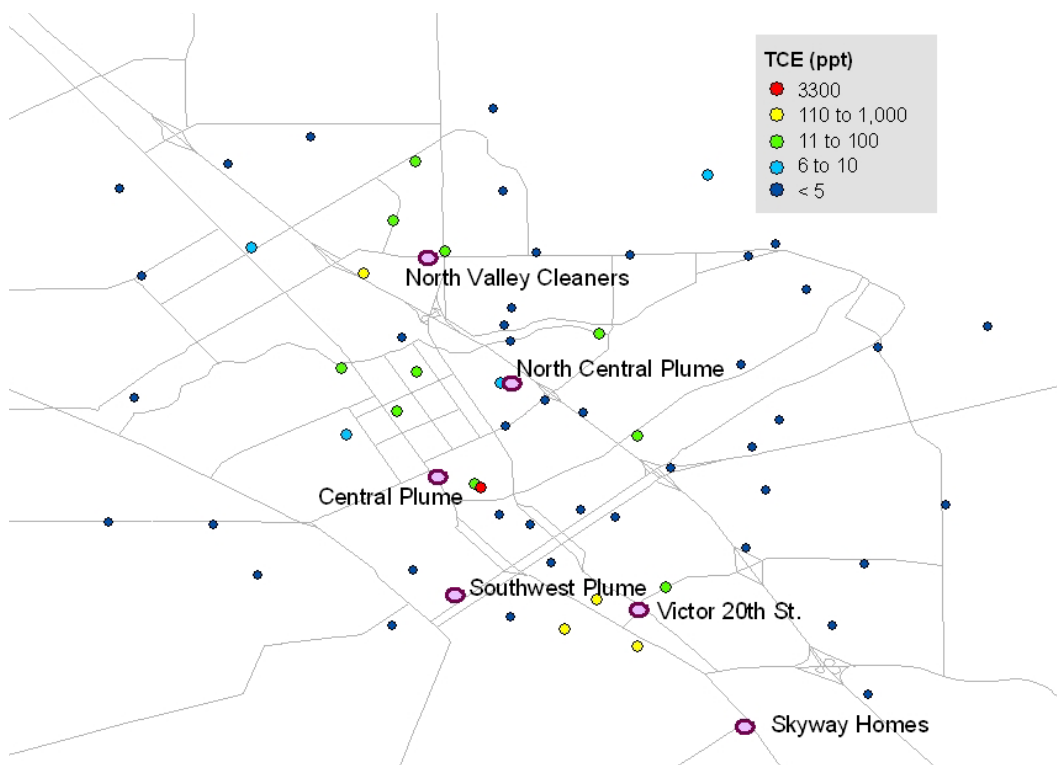 TCE (ppt)
3300
110 to 1,000
11 to 100
6 to 10
< 5
North Valley Cleaners
North Central Plume
Central Plume
Southwest Plume
Victor 20th St.
Skyway Homes